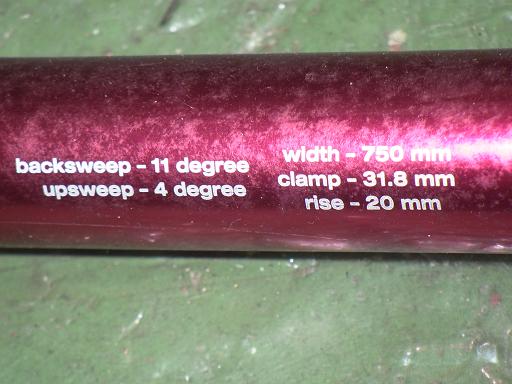 backsweep - 11 degree
upsweep - 4 degree
width - 750 mm
clamp - 31.8 mm
rise - 20 mm